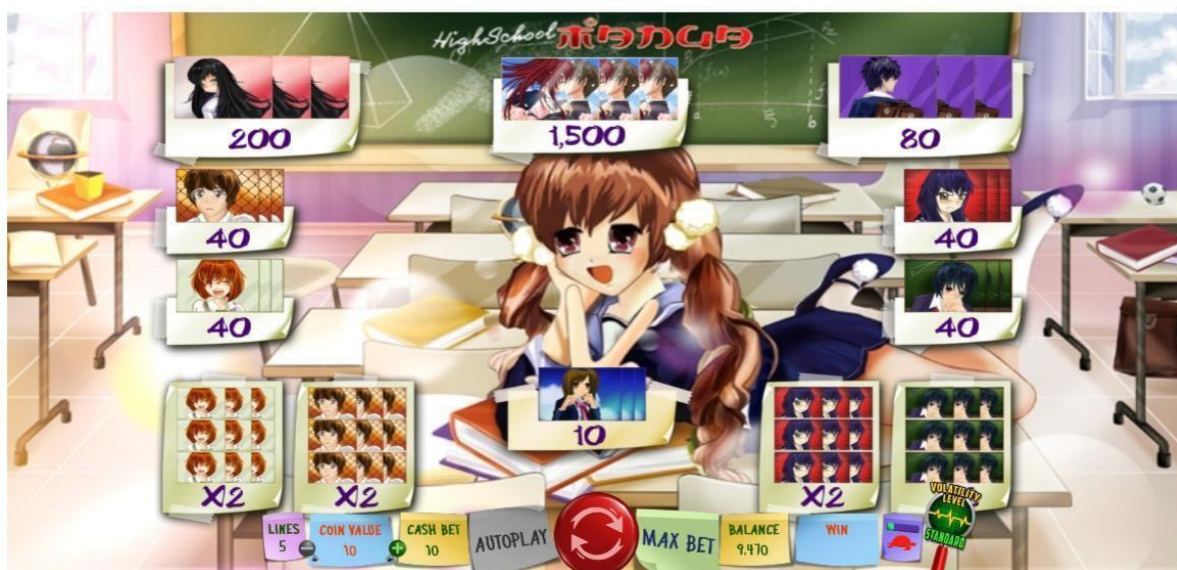 HighSchool
200
1,500
80
a ξ b
40
40
40
40
10
X2
X2
X2
VOLATILITY
LEVEL
STANDARD
LINES
5
COIN VALUE
10
CASH BET
10
AUTOPLAY
MAX BET
BALANCE
9.470
WIN